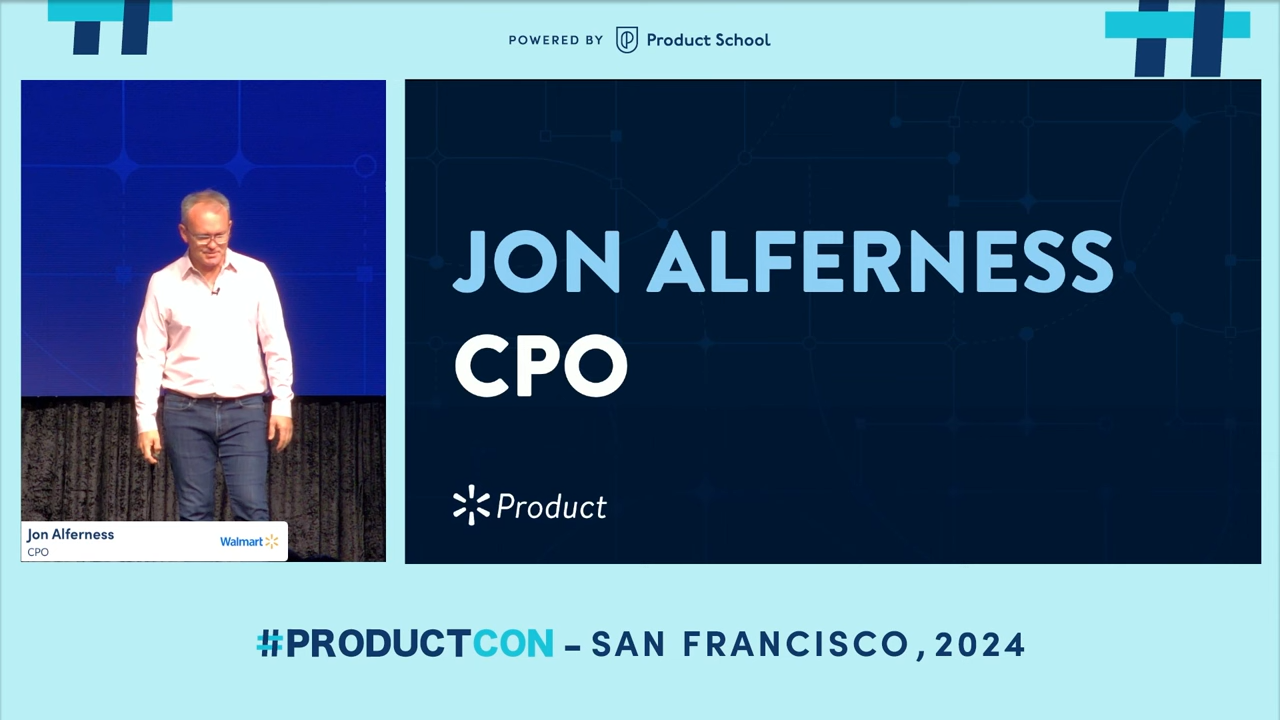 POWERED BY Product School
JON ALFERNESS
CPO
Product
Jon Alferness
CPO
Walmart
#PRODUCTCON – SAN FRANCISCO, 2024